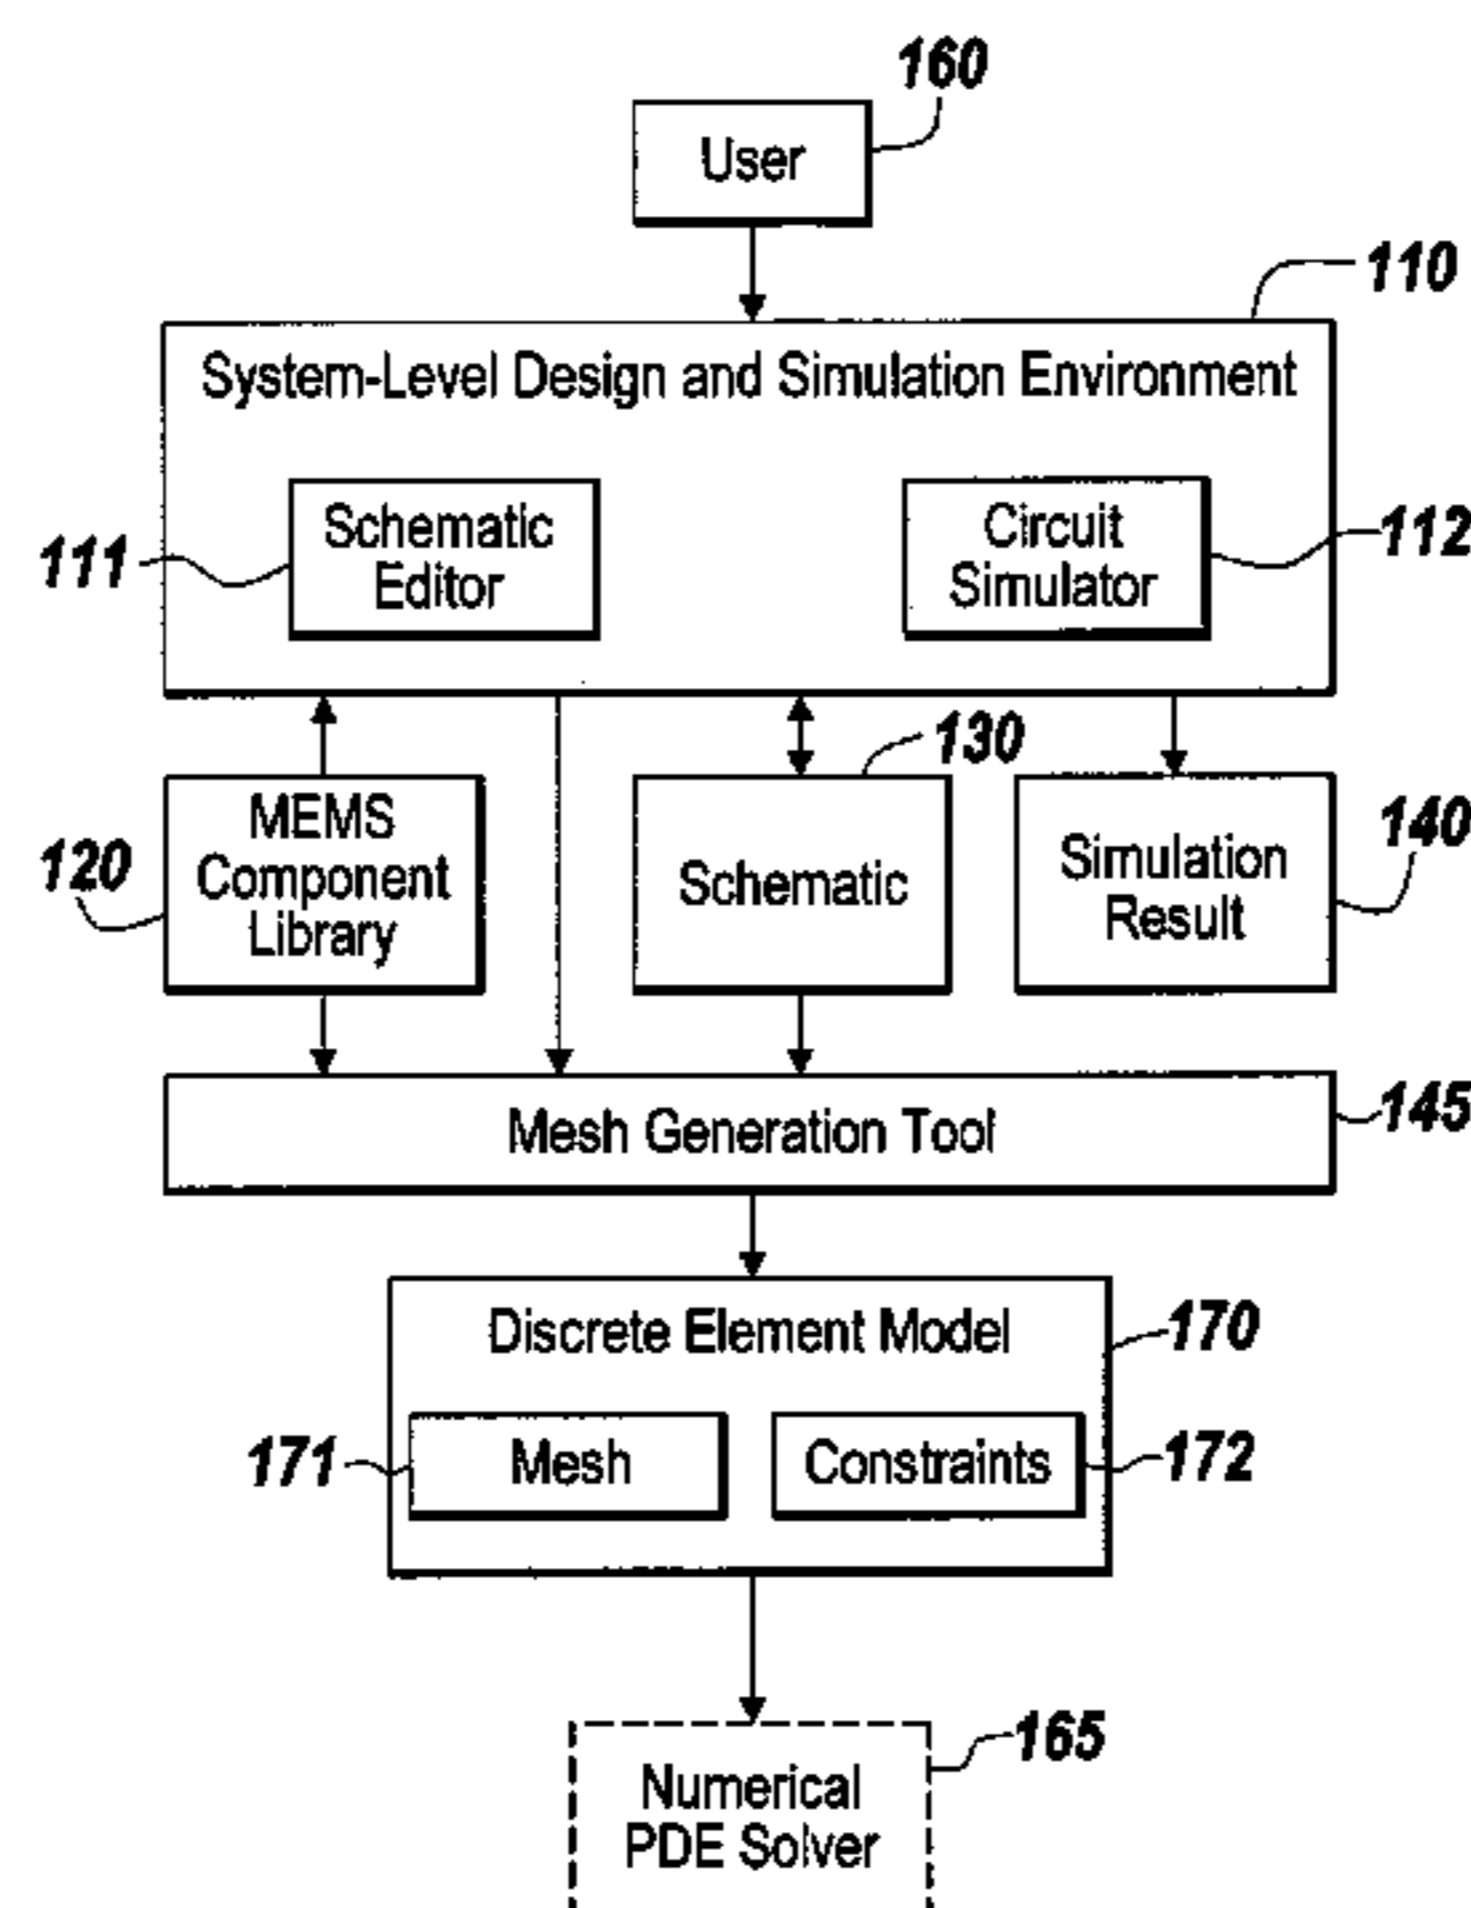 160
User
110
System-Level Design and Simulation Environment
111
Schematic
Editor
Circuit
Simulator
112
130
120
MEMS
Component
Library
Schematic
Simulation
Result
140
Mesh Generation Tool
145
Discrete Element Model
170
171
Mesh
Constraints
172
165
Numerical
PDE Solver